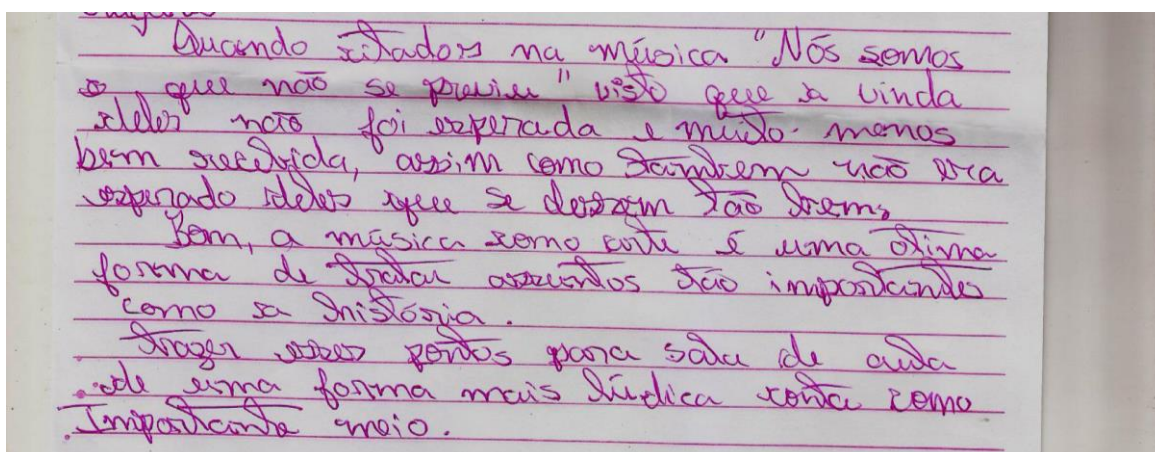 Quando citados na música "Nós somos
o que não se previu" visto que a vinda
deles não foi esperada e muito menos
bem recebida, assim como também não era
esperado deles que se dessem tão bem,
Bom, a música como arte é uma ótima
forma de tratar assuntos tão importantes
como a história.
Trazer esses pontos para sala de aula
de uma forma mais lúdica conta como
Importante meio.